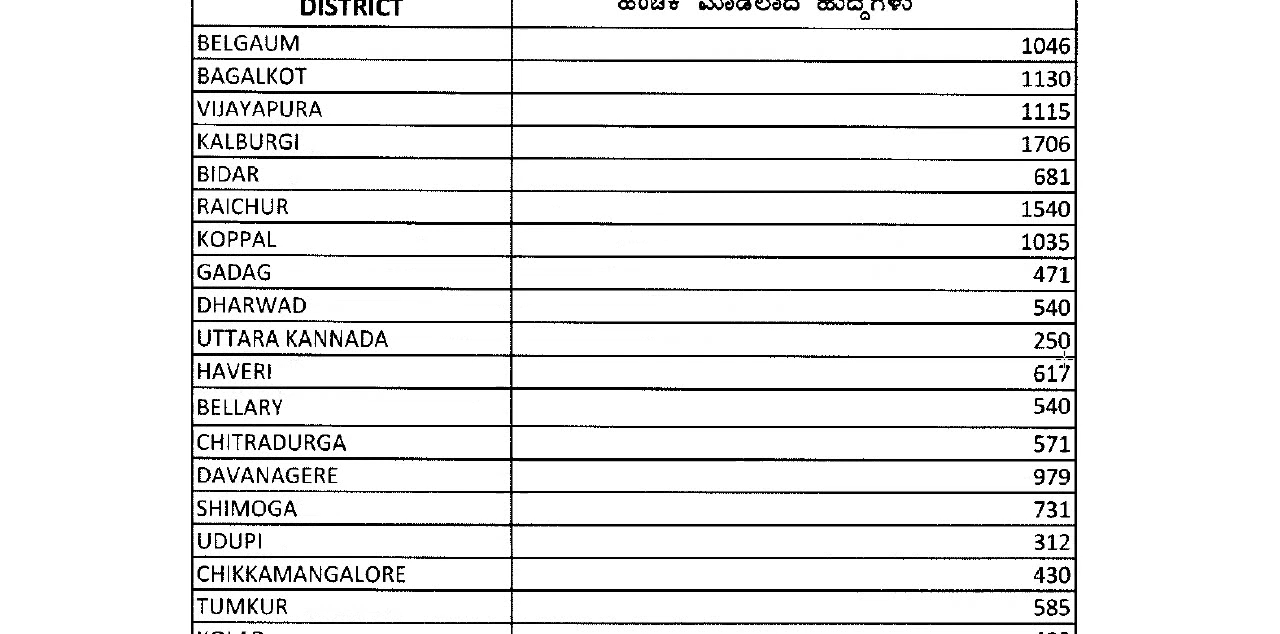 DISTRICT ಹಂಚಿಕೆ ಮಾಡಲಾದ ಹುದ್ದೆಗಳು
BELGAUM 1046
BAGALKOT 1130
VIJAYAPURA 1115
KALBURGI 1706
BIDAR 681
RAICHUR 1540
KOPPAL 1035
GADAG 471
DHARWAD 540
UTTARA KANNADA 250
HAVERI 617
BELLARY 540
CHITRADURGA 571
DAVANAGERE 979
SHIMOGA 731
UDUPI 312
CHIKKAMANGALORE 430
TUMKUR 585